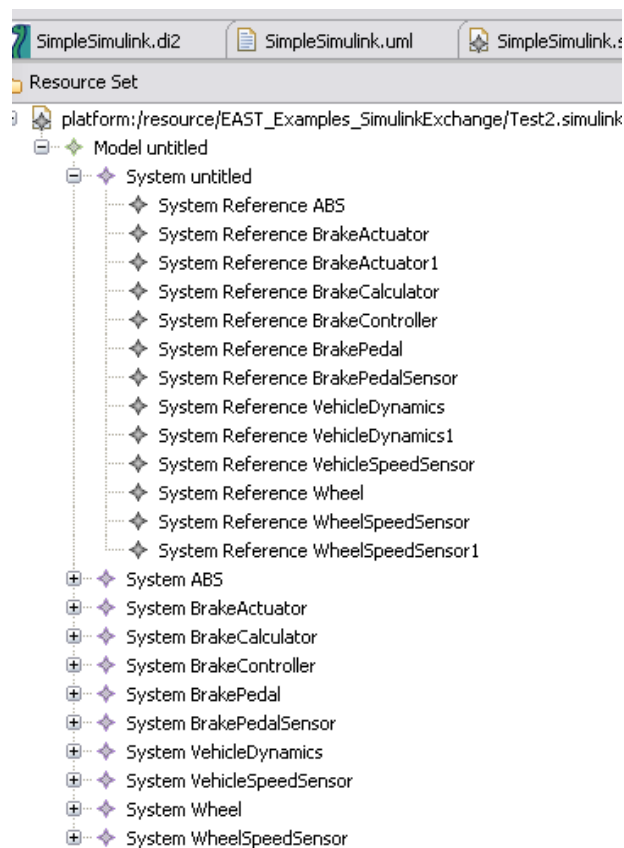 SimpleSimulink.di2 SimpleSimulink.uml SimpleSimulink.s
Resource Set
platform:/resource/EAST_Examples_SimulinkExchange/Test2.simulink
Model untitled
System untitled
System Reference ABS
System Reference BrakeActuator
System Reference BrakeActuator1
System Reference BrakeCalculator
System Reference BrakeController
System Reference BrakePedal
System Reference BrakePedalSensor
System Reference VehicleDynamics
System Reference VehicleDynamics1
System Reference VehicleSpeedSensor
System Reference Wheel
System Reference WheelSpeedSensor
System Reference WheelSpeedSensor1
System ABS
System BrakeActuator
System BrakeCalculator
System BrakeController
System BrakePedal
System BrakePedalSensor
System VehicleDynamics
System VehicleSpeedSensor
System Wheel
System WheelSpeedSensor